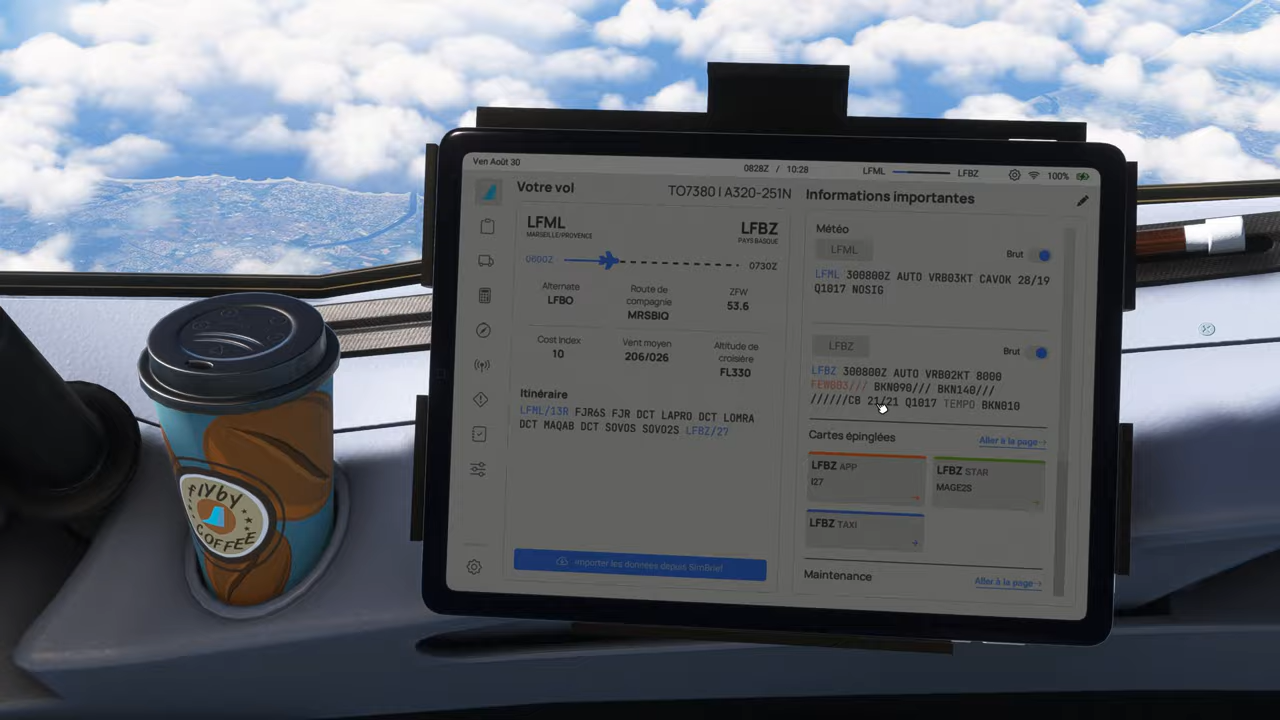 Ven Août 30
0828Z / 10:28
LFML
LFBZ
100%
Votre vol
TO7380 | A320-251N
LFML
MARSEILLE/PROVENCE
LFBZ
PAYS BASQUE
0600Z
0730Z
Alternate
LFBO
Route de
compagnie
MRSBIQ
ZFW
53.6
Cost Index
10
Vent moyen
206/026
Altitude de
croisière
FL330
Itinéraire
LFML/13R FJR6S FJR DCT LAPRO DCT LOMRA
DCT MAQAB DCT SOVOS SOVO2S LFBZ/27
Importer les données depuis SimBrief
Informations importantes
Météo
LFML
Brut
LFML 300800Z AUTO VRB03KT CAVOK 28/19
Q1017 NOSIG
LFBZ
Brut
LFBZ 300800Z AUTO VRB02KT 8000
FEW003/// BKN090/// BKN140///
//////CB 21/21 Q1017 TEMPO BKN010
Cartes épinglées
Aller à la page
LFBZ APP
I27
LFBZ STAR
MAGE2S
LFBZ TAXI
Maintenance
Aller à la page
flyby
COFFEE